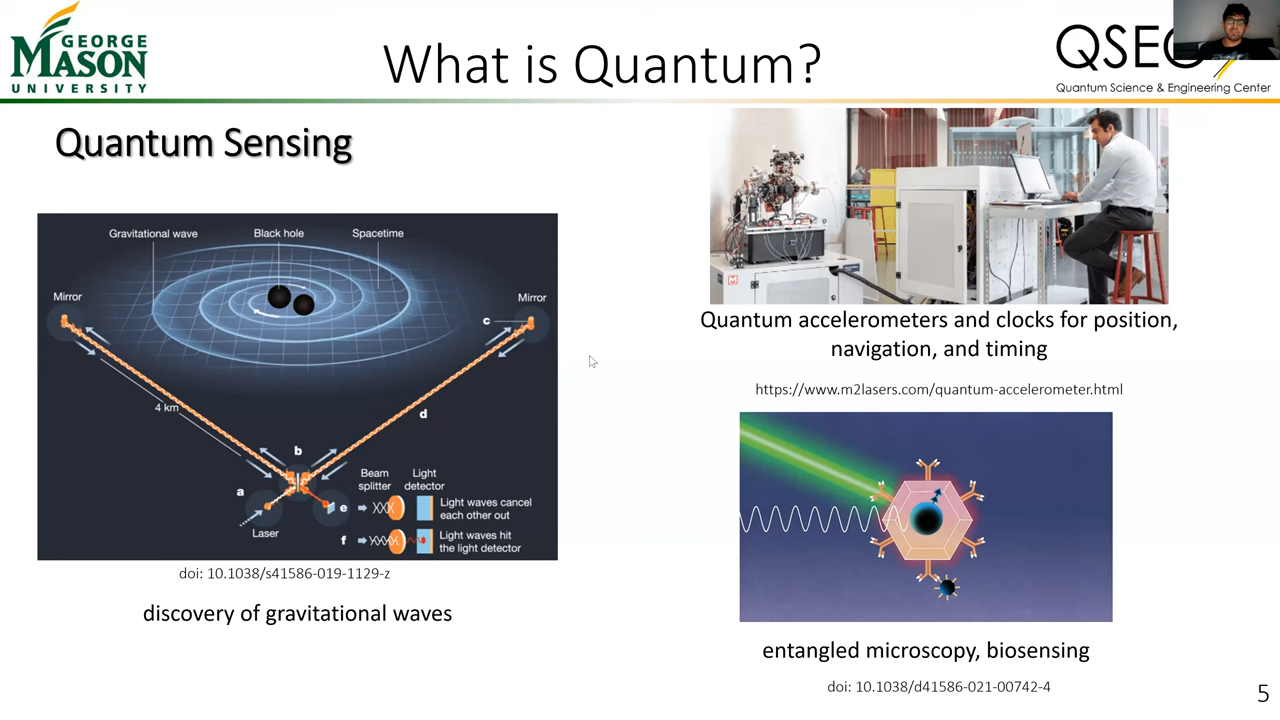 GEORGE
MASON
UNIVERSITY
What is Quantum?
QSEC
Quantum Science & Engineering Center
Quantum Sensing
Gravitational wave
Black hole
Spacetime
Mirror
Mirror
c
4 km
d
b
Beam
splitter
Light
detector
a
e
Light waves cancel
each other out
Laser
f
Light waves hit
the light detector
doi: 10.1038/s41586-019-1129-z
discovery of gravitational waves
Quantum accelerometers and clocks for position,
navigation, and timing
https://www.m2lasers.com/quantum-accelerometer.html
entangled microscopy, biosensing
doi: 10.1038/d41586-021-00742-4
5